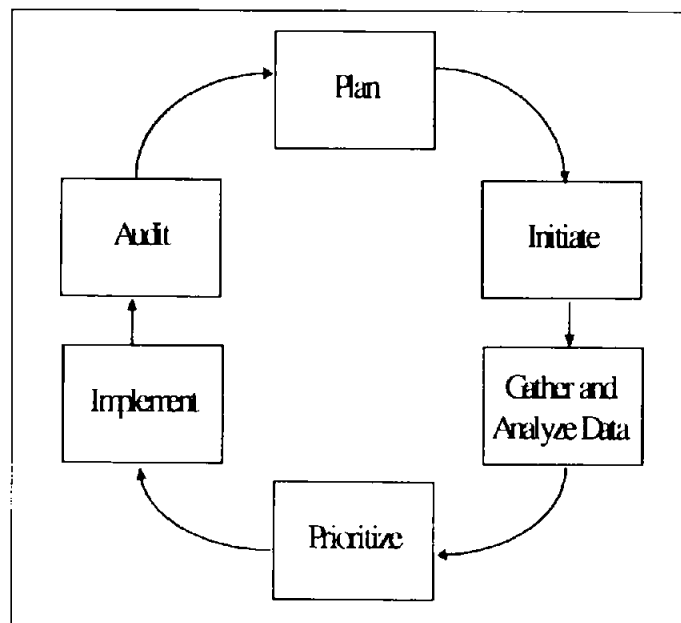 Plan
Initiate
Gather and
Analyze Data
Prioritize
Implement
Audit